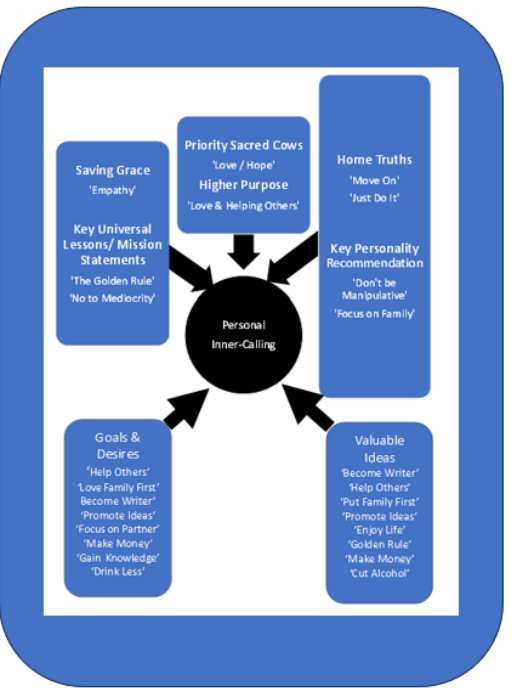 Saving Grace
'Empathy'
Key Universal
Lessons/ Mission
Statements
'The Golden Rule'
'No to Mediocrity'
Priority Sacred Cows
'Love / Hope'
Higher Purpose
'Love & Helping Others'
Home Truths
'Move On'
'Just Do It'
Key Personality
Recommendation
'Don't be
Manipulative'
'Focus on Family'
Personal
Inner-Calling
Goals &
Desires
'Help Others'
'Love Family First'
Become Writer'
'Promote Ideas'
'Focus on Partner'
'Make Money'
'Gain Knowledge'
'Drink Less'
Valuable
Ideas
'Become Writer'
'Help Others'
'Put Family First'
'Promote Ideas'
'Enjoy Life'
'Golden Rule'
'Make Money'
'Cut Alcohol'